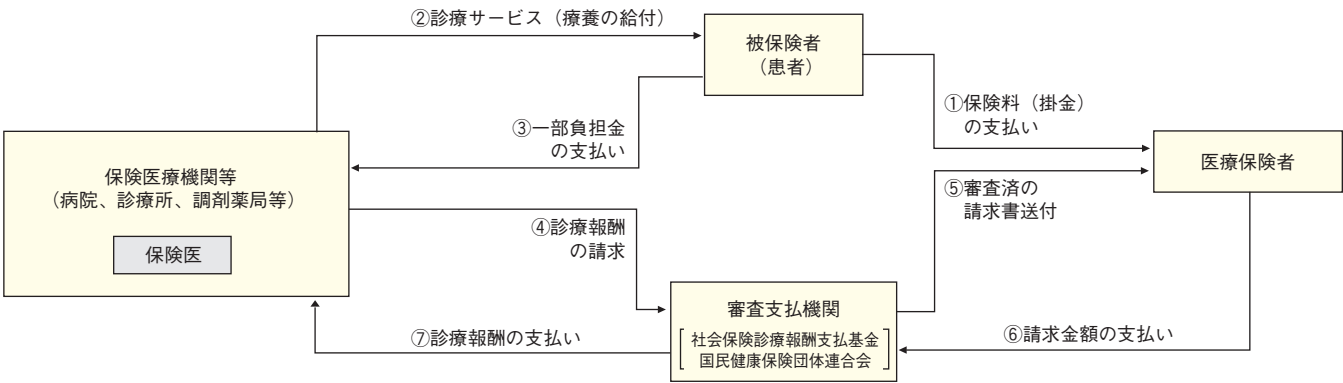 ②診療サービス（療養の給付）
被保険者
（患者）
①保険料（掛金）
の支払い
③一部負担金
の支払い
保険医療機関等
（病院、診療所、調剤薬局等）
保険医
医療保険者
④診療報酬
の請求
⑤審査済の
請求書送付
審査支払機関
社会保険診療報酬支払基金
国民健康保険団体連合会
⑥請求金額の支払い
⑦診療報酬の支払い